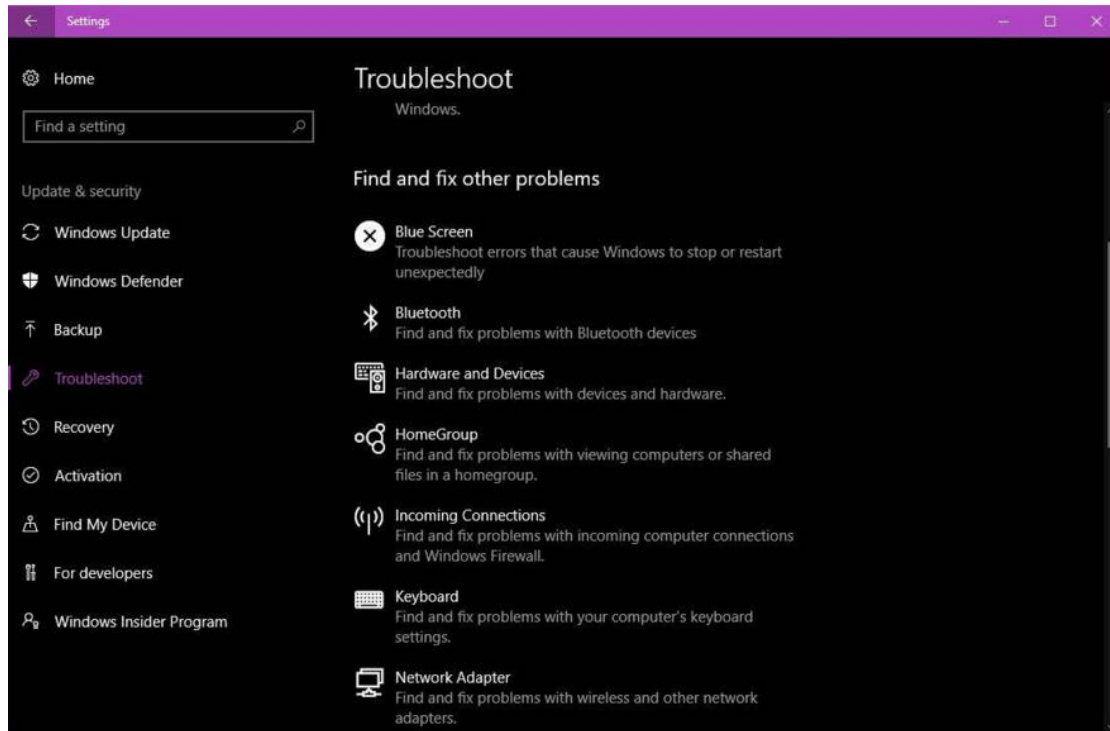 Settings
Home
Find a setting
Update & security
Windows Update
Windows Defender
Backup
Troubleshoot
Recovery
Activation
Find My Device
For developers
Windows Insider Program
Troubleshoot
Windows.
Find and fix other problems
Blue Screen
Troubleshoot errors that cause Windows to stop or restart
unexpectedly
Bluetooth
Find and fix problems with Bluetooth devices
Hardware and Devices
Find and fix problems with devices and hardware.
HomeGroup
Find and fix problems with viewing computers or shared
files in a homegroup.
Incoming Connections
Find and fix problems with incoming computer connections
and Windows Firewall.
Keyboard
Find and fix problems with your computer's keyboard
settings.
Network Adapter
Find and fix problems with wireless and other network
adapters.